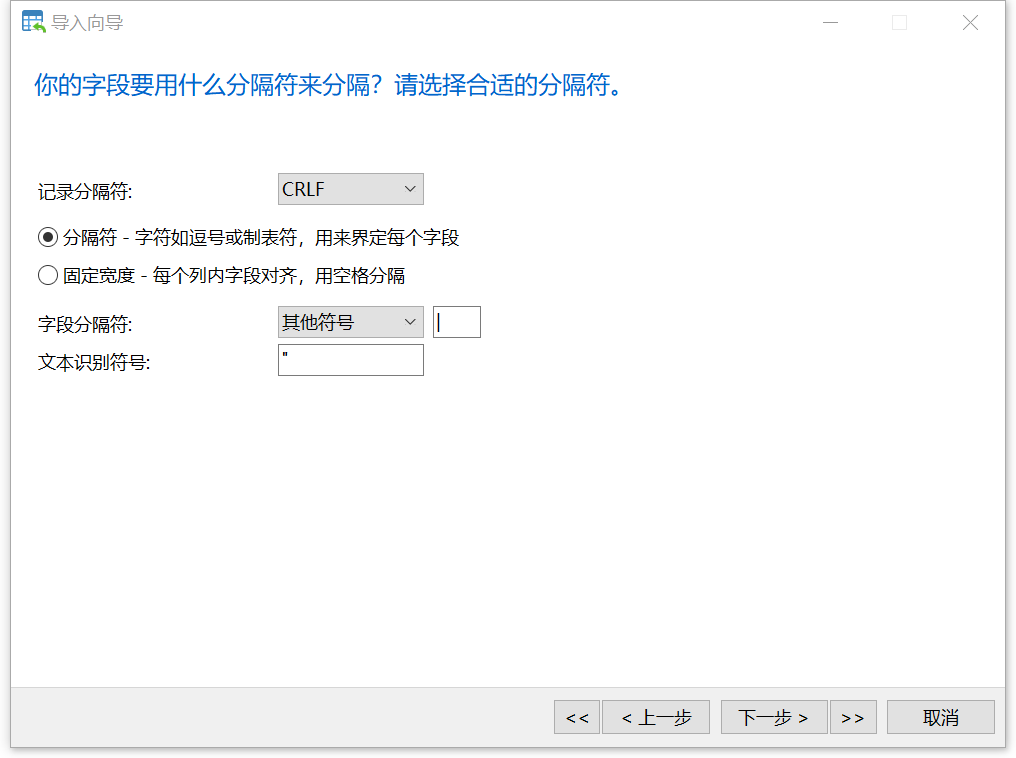 导入向导
你的字段要用什么分隔符来分隔？请选择合适的分隔符。
记录分隔符: CRLF
分隔符 - 字符如逗号或制表符，用来界定每个字段
固定宽度 - 每个列内字段对齐，用空格分隔
字段分隔符: 其他符号 |
文本识别符号: "
<< < 上一步 下一步 > >> 取消